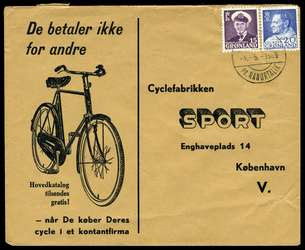 De betaler ikke
for andre
Hovedkatalog
tilsendes
gratis!
— når De køber Deres
cycle i et kontantfirma
GRØNLAND
15
GRØNLAND
Cyclefabrikken
SPORT
Enghaveplads 14
København
V.